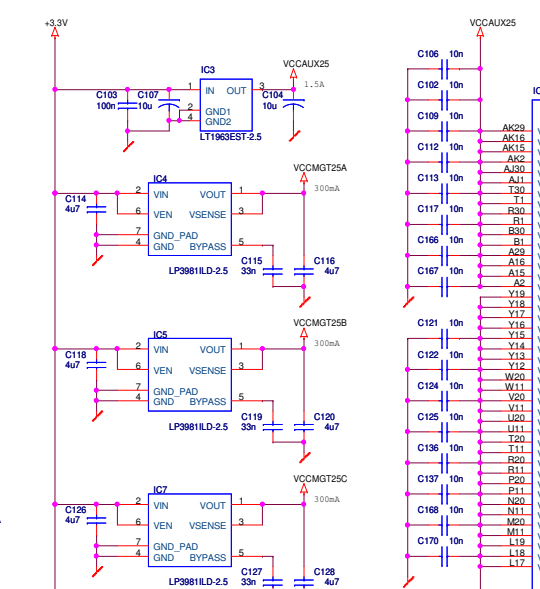 +3.3V
IC3
VCCAUX25
1.5A
C103
100n
C107
10u
1 IN OUT 3
2 GND1
4 GND2
C104
10u
LT1963EST-2.5
IC4
VCCMGT25A
300mA
C114
4u7
2 VIN VOUT 1
6 VEN VSENSE 3
7 GND_PAD
4 GND BYPASS 5
LP3981ILD-2.5
C115
33n
C116
4u7
IC5
VCCMGT25B
300mA
C118
4u7
2 VIN VOUT 1
6 VEN VSENSE 3
7 GND_PAD
4 GND BYPASS 5
LP3981ILD-2.5
C119
33n
C120
4u7
IC7
VCCMGT25C
300mA
C126
4u7
2 VIN VOUT 1
6 VEN VSENSE 3
7 GND_PAD
4 GND BYPASS 5
LP3981ILD-2.5
C127
33n
C128
4u7
VCCAUX25
C106 10n
C102 10n
C109 10n
C112 10n
C113 10n
C117 10n
C166 10n
C167 10n
C121 10n
C122 10n
C124 10n
C125 10n
C136 10n
C137 10n
C168 10n
C170 10n
AK29
AK16
AK15
AK2
AJ30
AJ1
T30
T1
R30
R1
B30
B1
A29
A16
A15
A2
Y19
Y18
Y17
Y16
Y15
Y14
Y13
Y12
W20
W11
V20
V11
U20
U11
T20
T11
R20
R11
P20
P11
N20
N11
M20
M11
L19
L18
L17